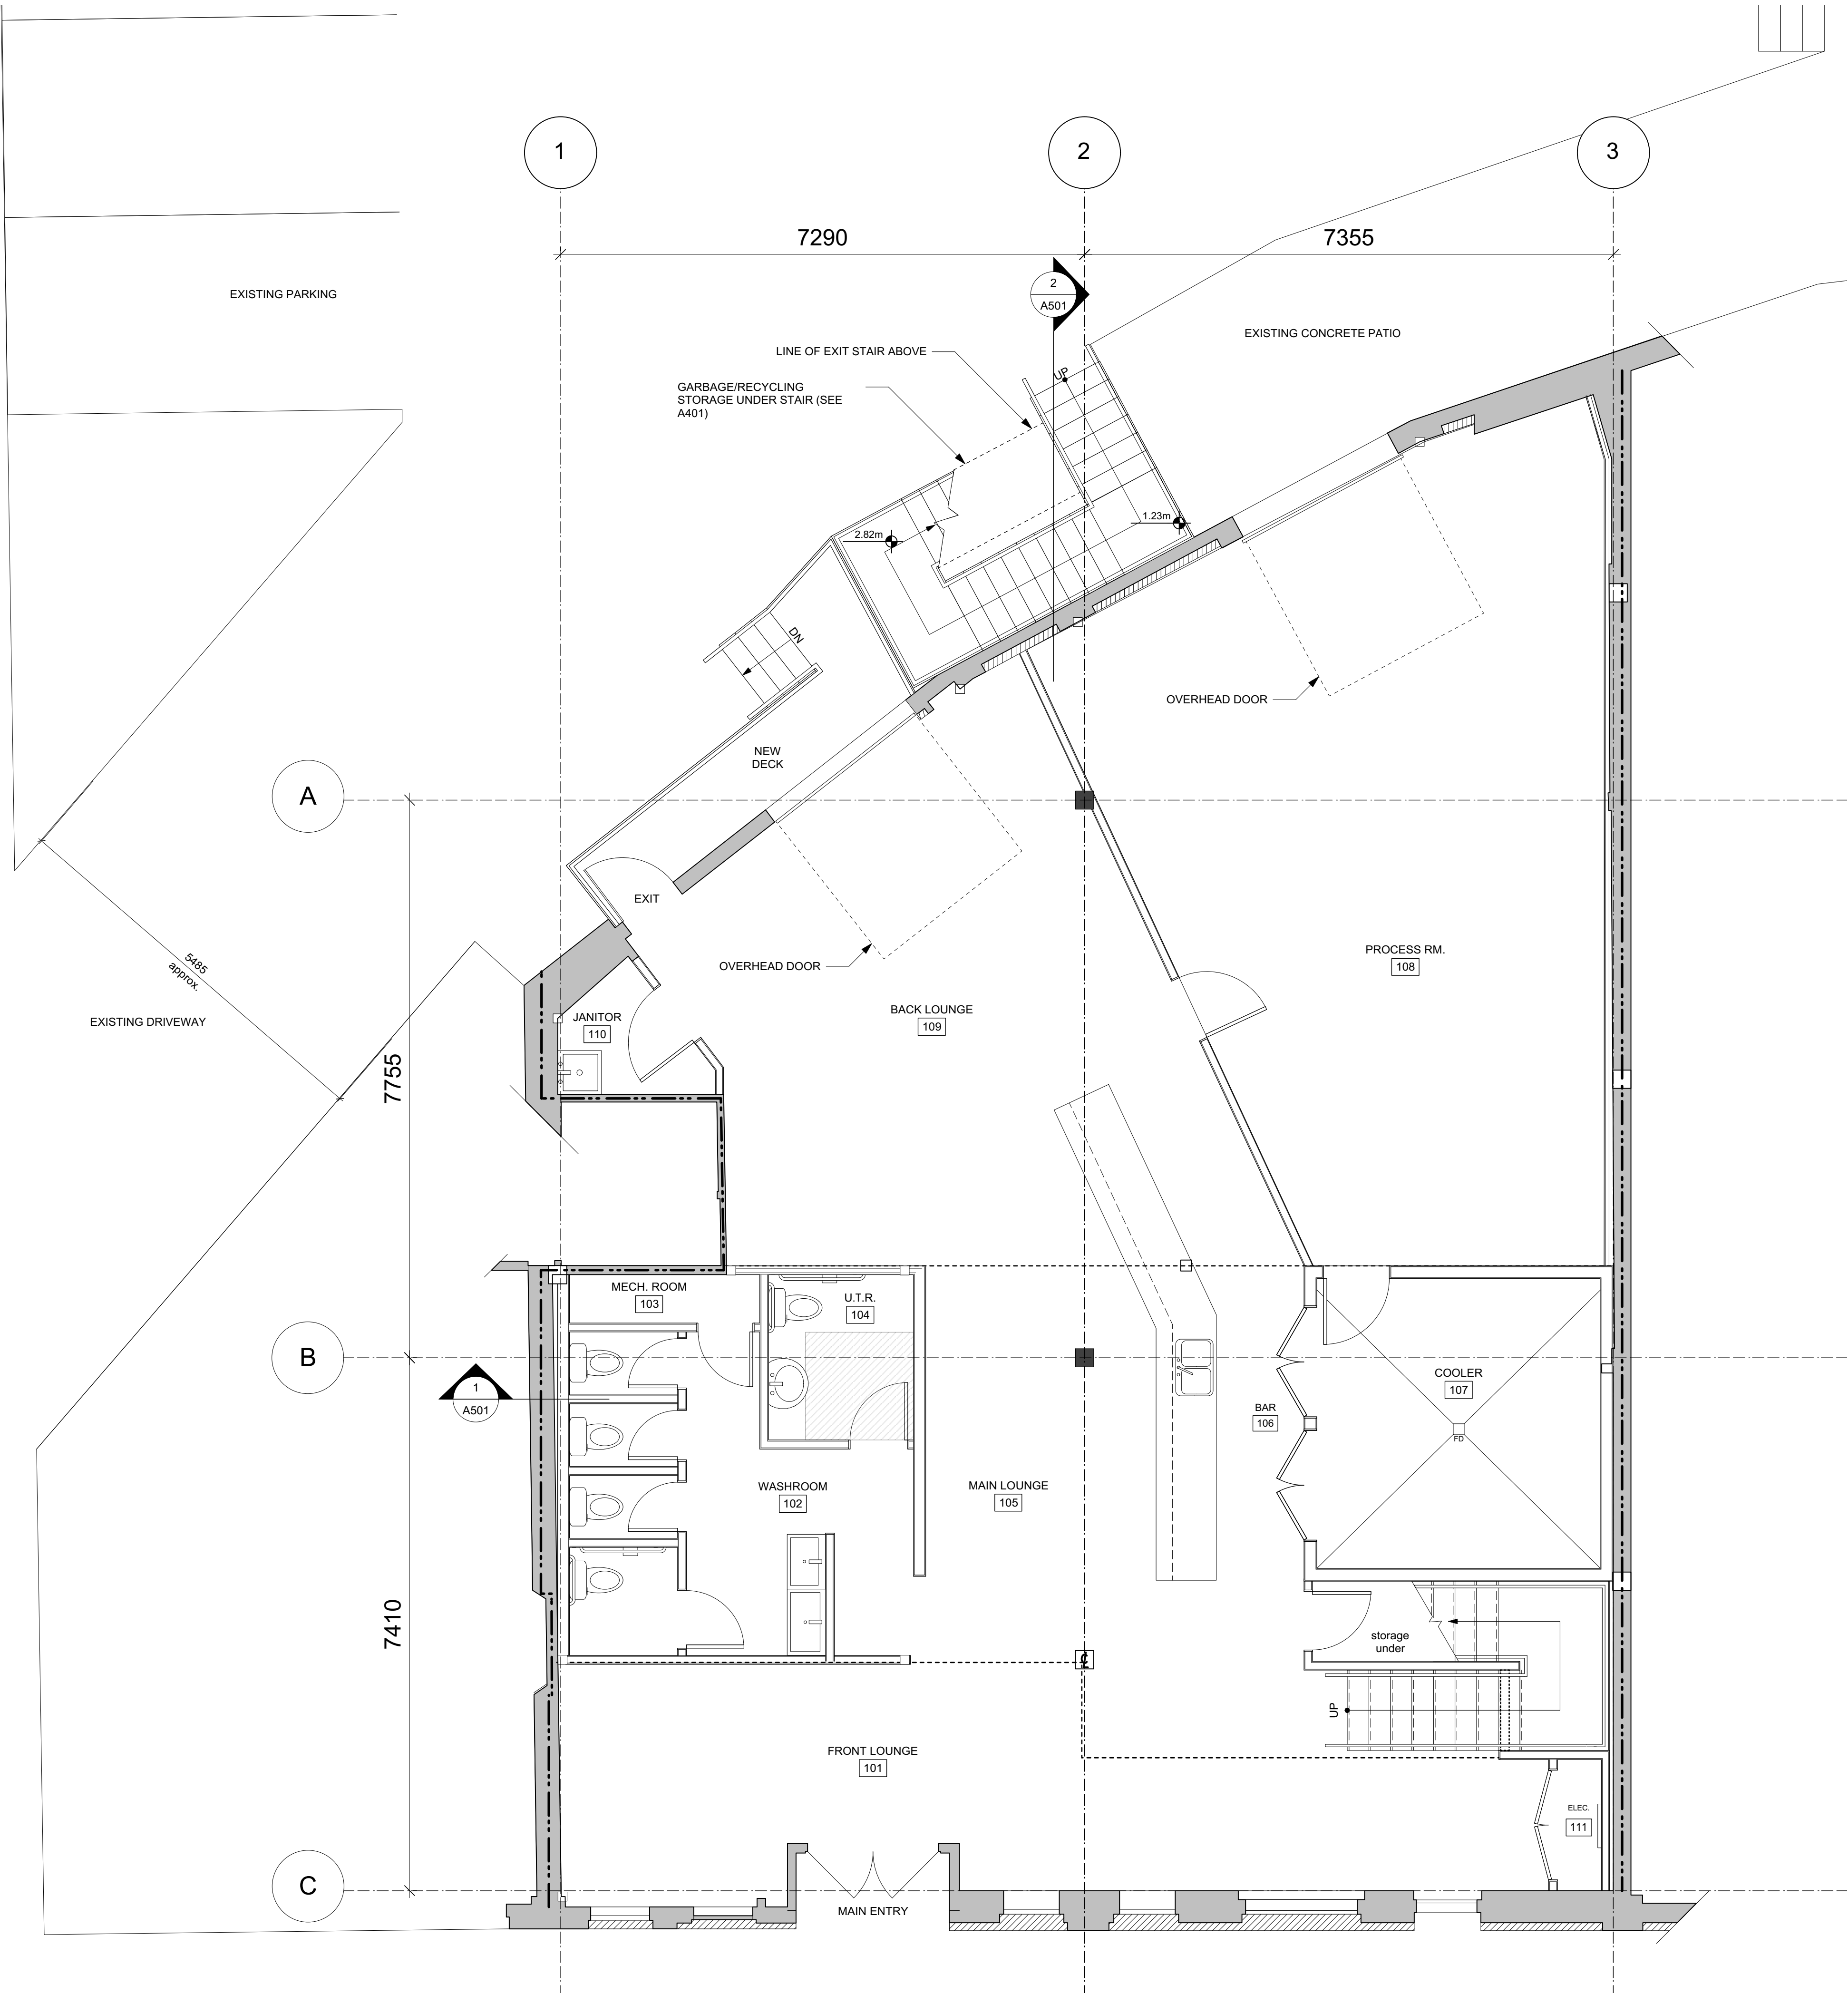 1
2
3
7290
7355
EXISTING PARKING
2
A501
EXISTING CONCRETE PATIO
LINE OF EXIT STAIR ABOVE
GARBAGE/RECYCLING
STORAGE UNDER STAIR (SEE
A401)
UP
2.82m
1.23m
DN
OVERHEAD DOOR
NEW
DECK
A
EXIT
PROCESS RM.
108
OVERHEAD DOOR
5485
approx.
EXISTING DRIVEWAY
BACK LOUNGE
109
JANITOR
110
7755
MECH. ROOM
103
U.T.R.
104
B
1
A501
COOLER
107
FD
BAR
106
WASHROOM
102
MAIN LOUNGE
105
7410
storage
under
UP
FRONT LOUNGE
101
ELEC.
111
C
MAIN ENTRY